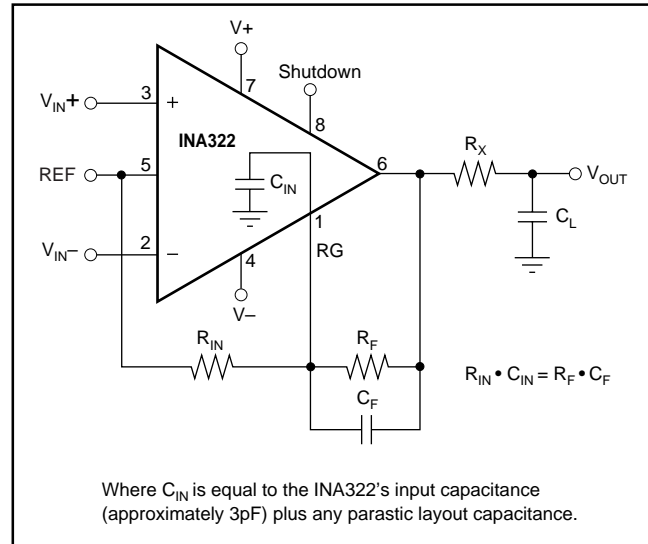 V+
7
Shutdown
8
VIN+
3
+
INA322
REF
5
CIN
6
RX
VOUT
CL
1
RG
VIN−
2
−
4
V−
RIN
RF
CF
RIN • CIN = RF • CF
Where CIN is equal to the INA322's input capacitance
(approximately 3pF) plus any parastic layout capacitance.